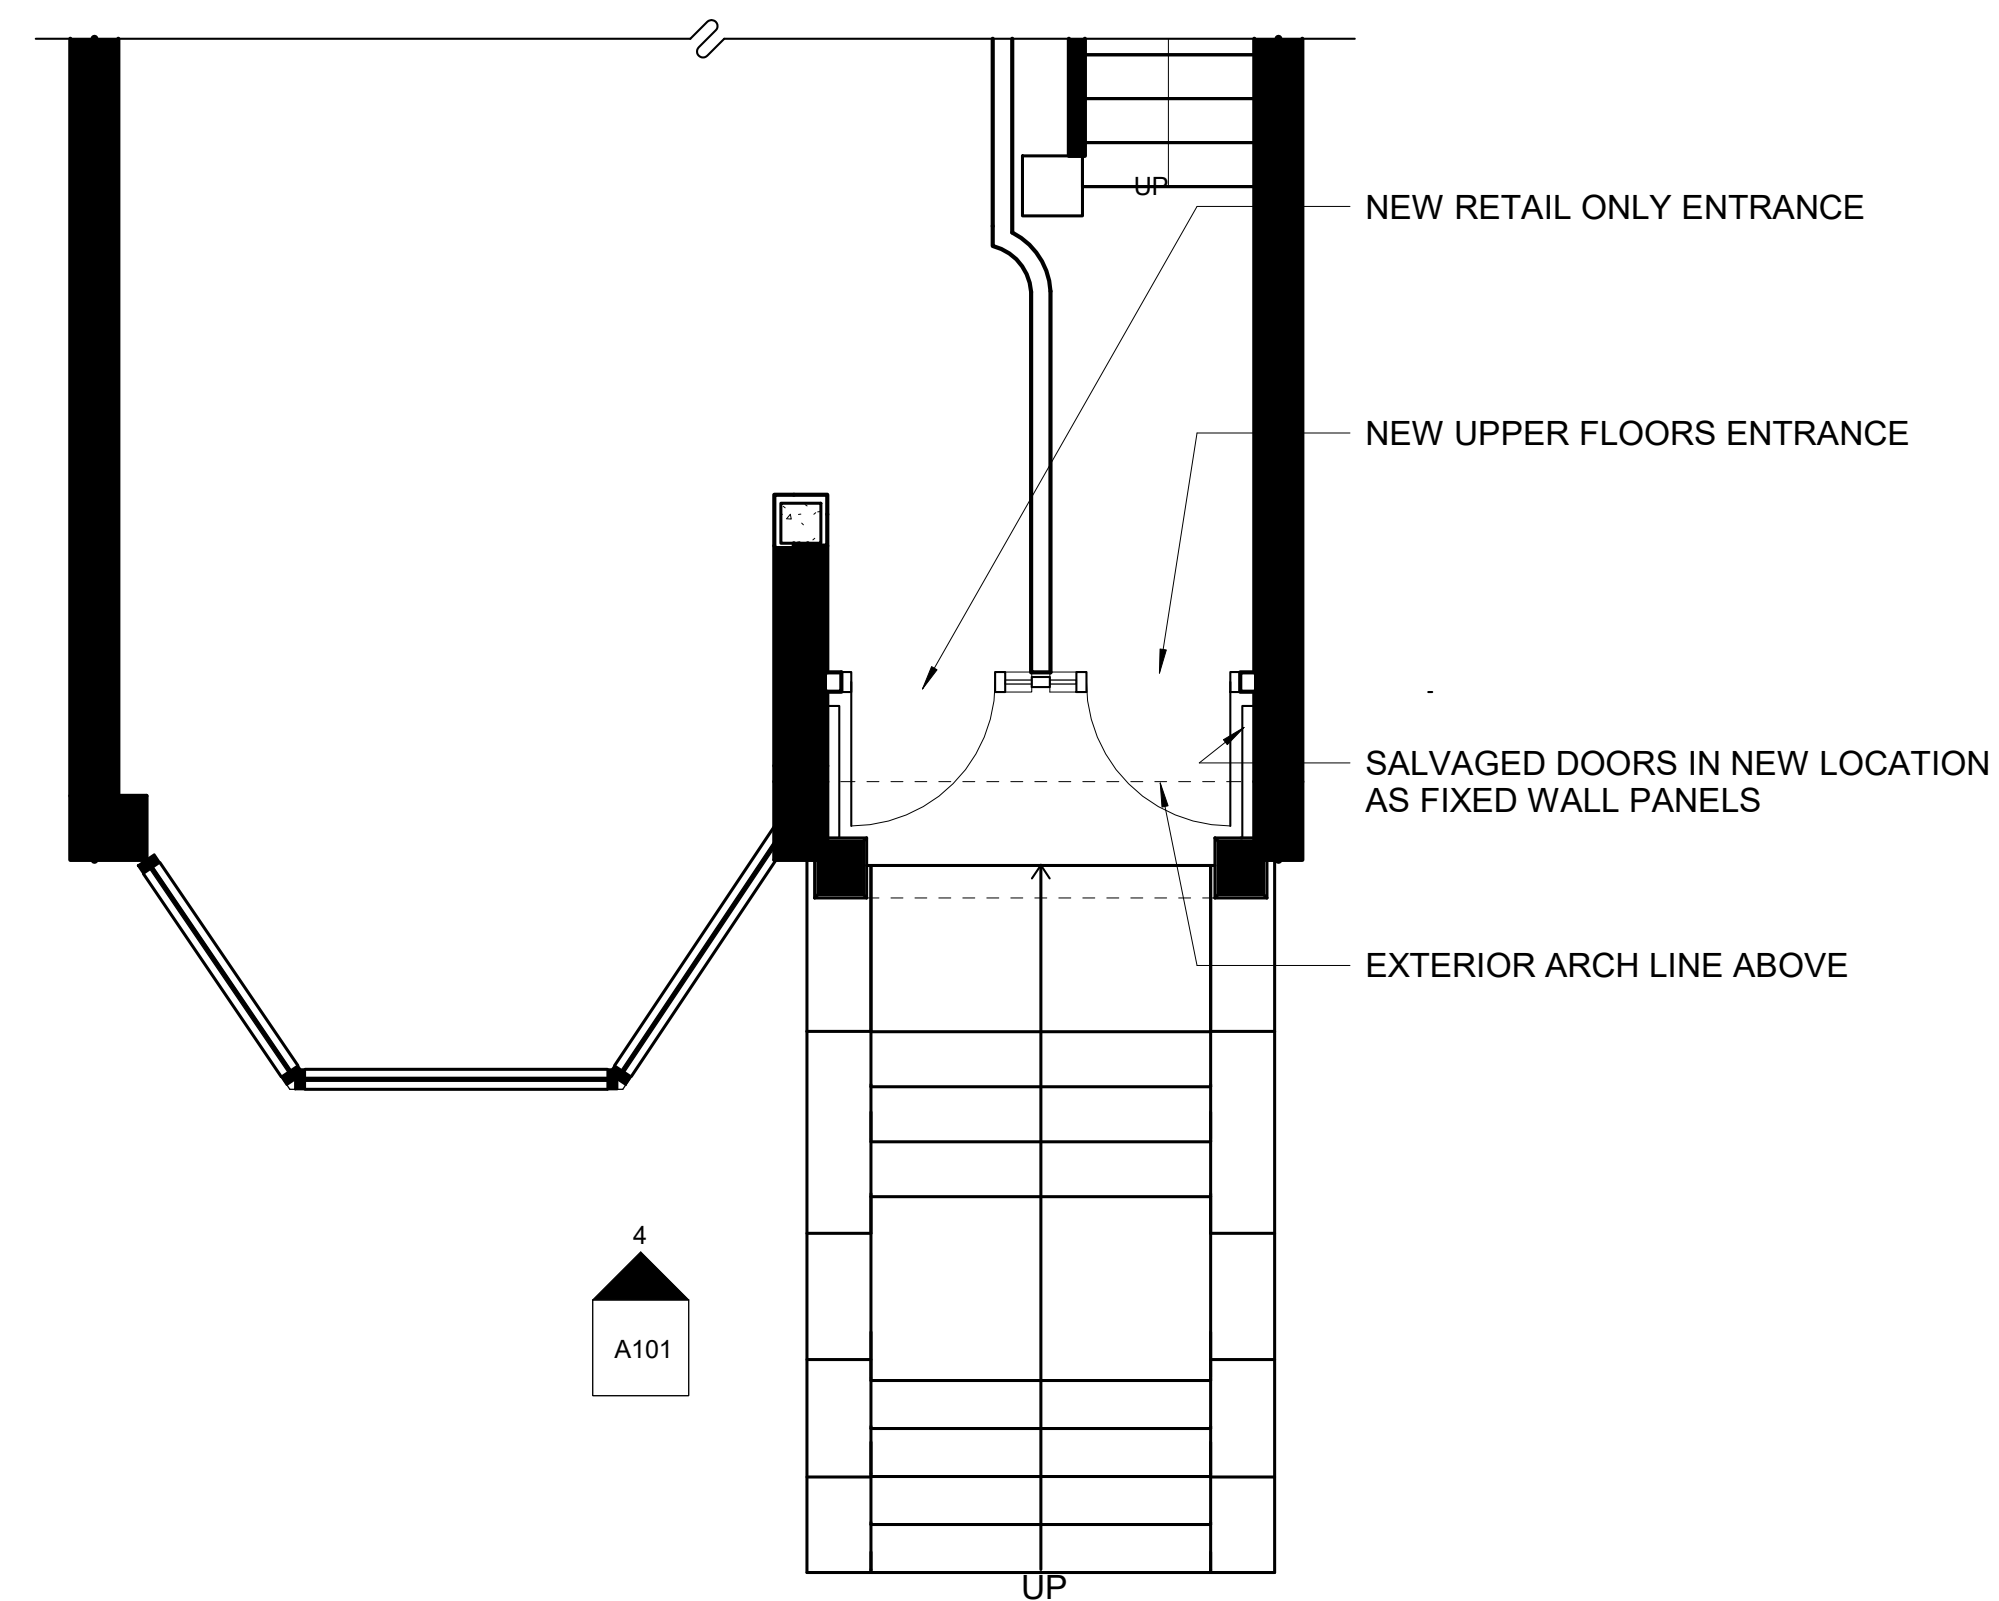 UP
NEW RETAIL ONLY ENTRANCE
NEW UPPER FLOORS ENTRANCE
SALVAGED DOORS IN NEW LOCATION
AS FIXED WALL PANELS
EXTERIOR ARCH LINE ABOVE
4
A101
UP